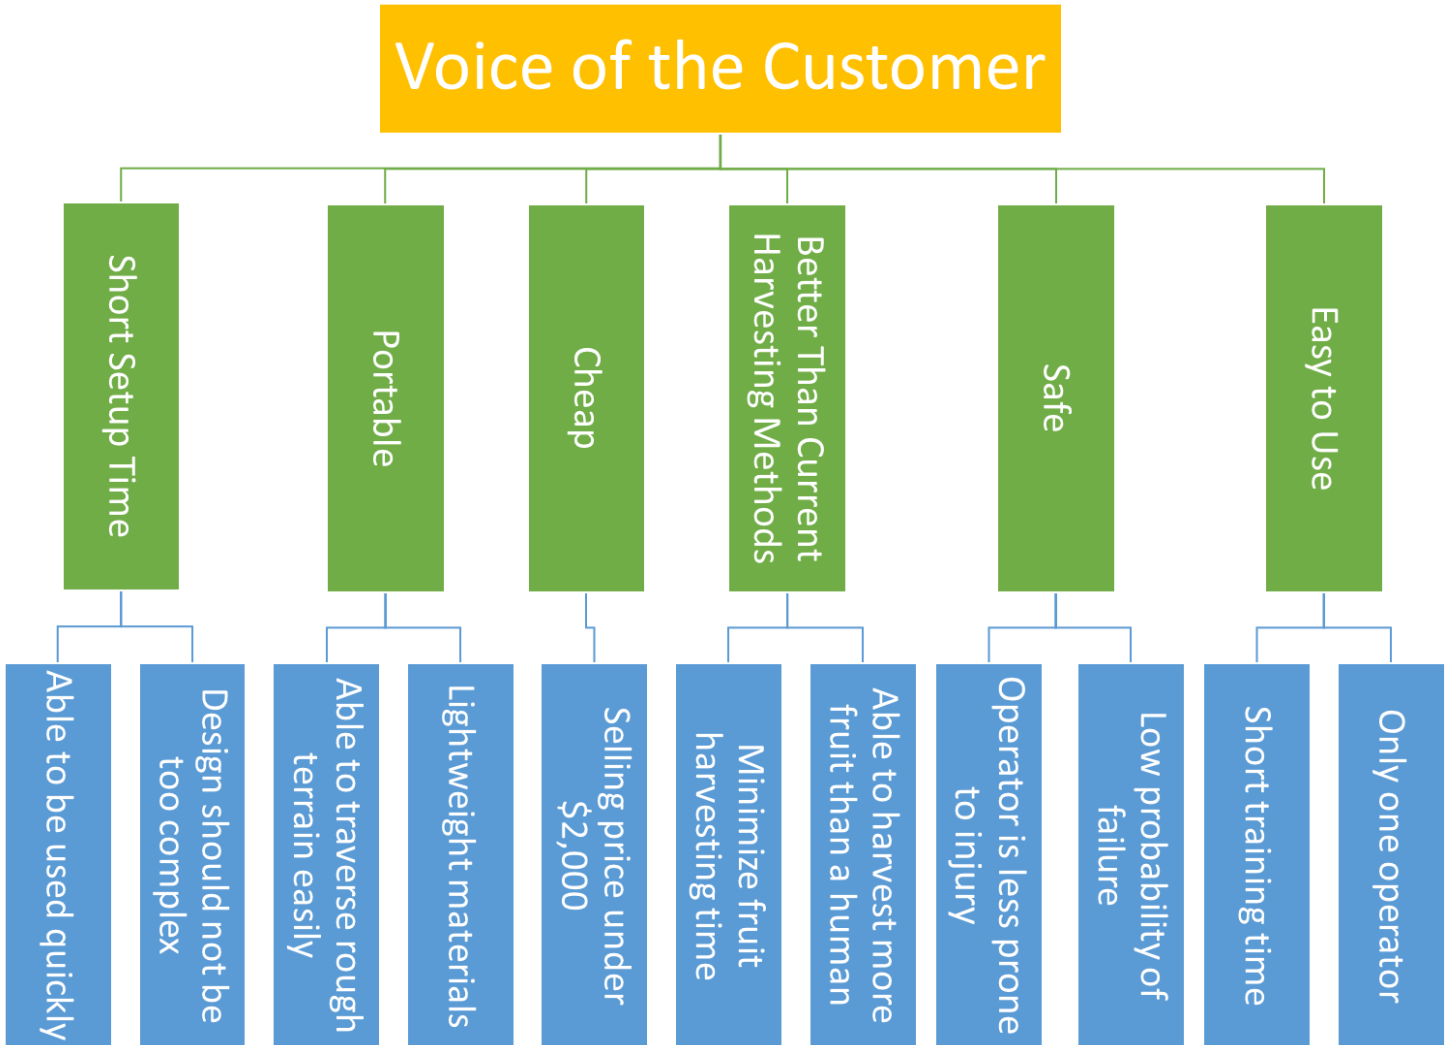 Voice of the Customer
Short Setup Time
Portable
Cheap
Better Than Current
Harvesting Methods
Safe
Easy to Use
Able to be used quickly
Design should not be
too complex
Able to traverse rough
terrain easily
Lightweight materials
Selling price under
$2,000
Minimize fruit
harvesting time
Able to harvest more
fruit than a human
Operator is less prone
to injury
Low probability of
failure
Short training time
Only one operator